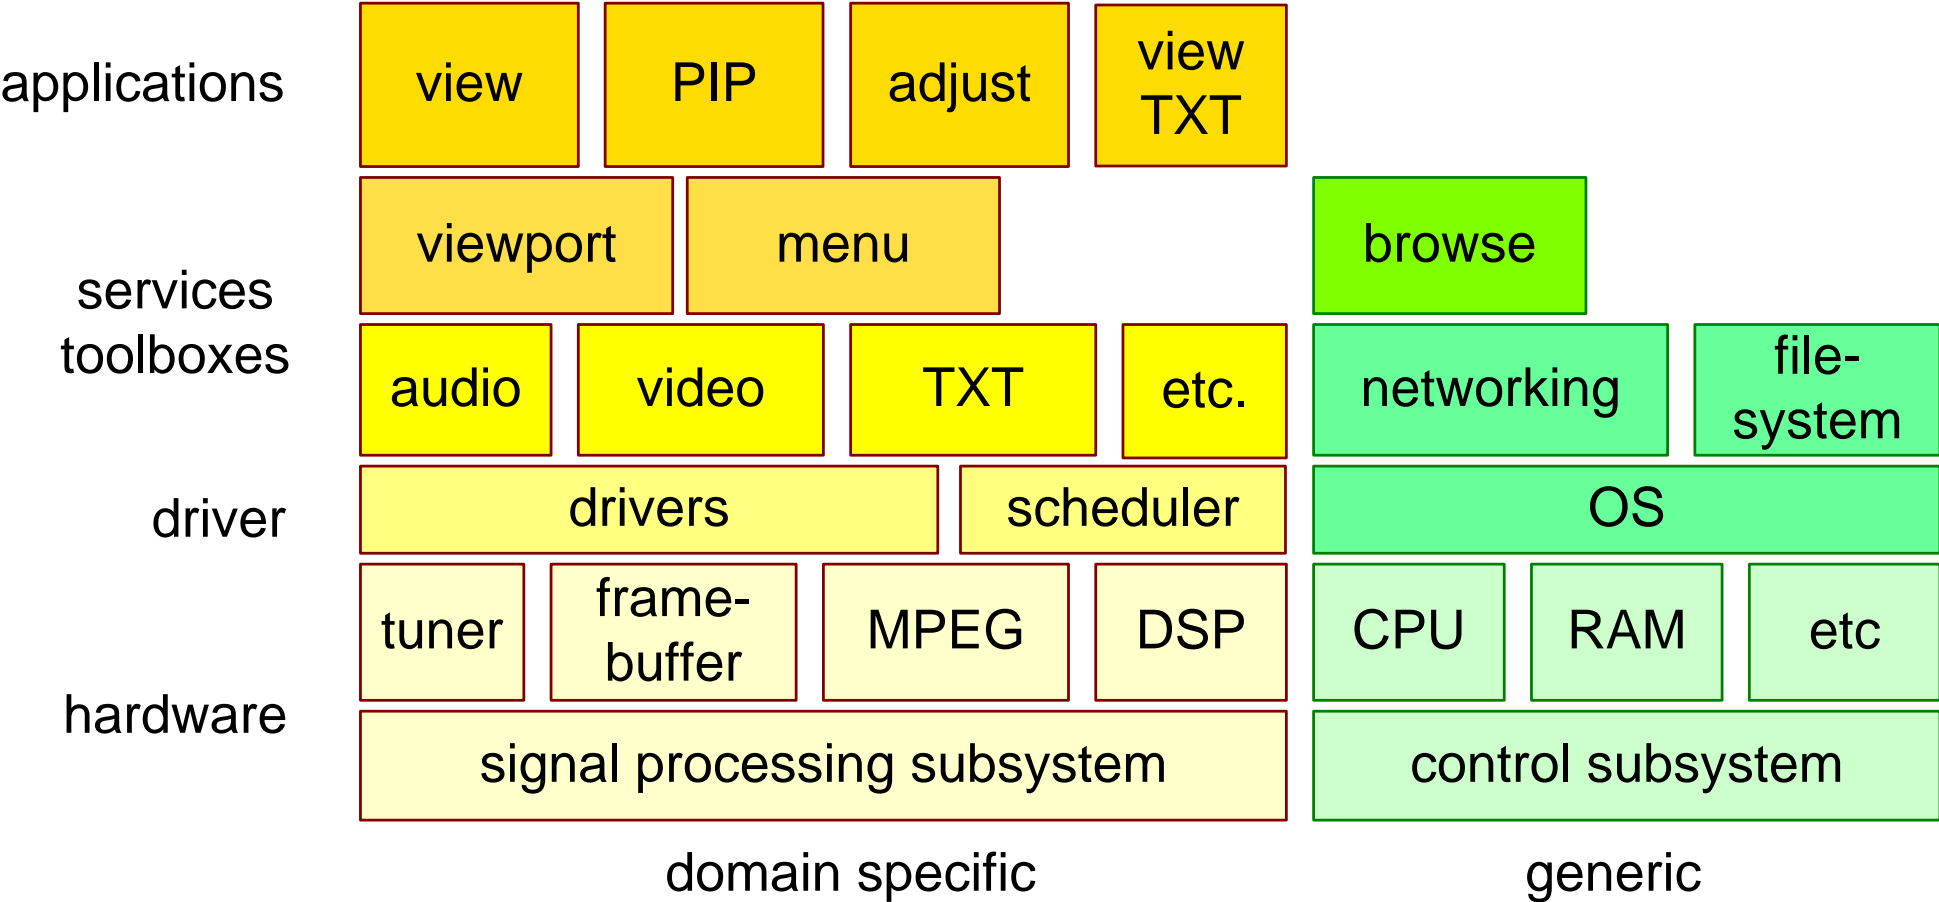 applications
view
PIP
adjust
view
TXT
services
toolboxes
viewport
menu
browse
audio
video
TXT
etc.
networking
file-
system
driver
drivers
scheduler
OS
hardware
tuner
frame-
buffer
MPEG
DSP
CPU
RAM
etc
signal processing subsystem
control subsystem
domain specific
generic